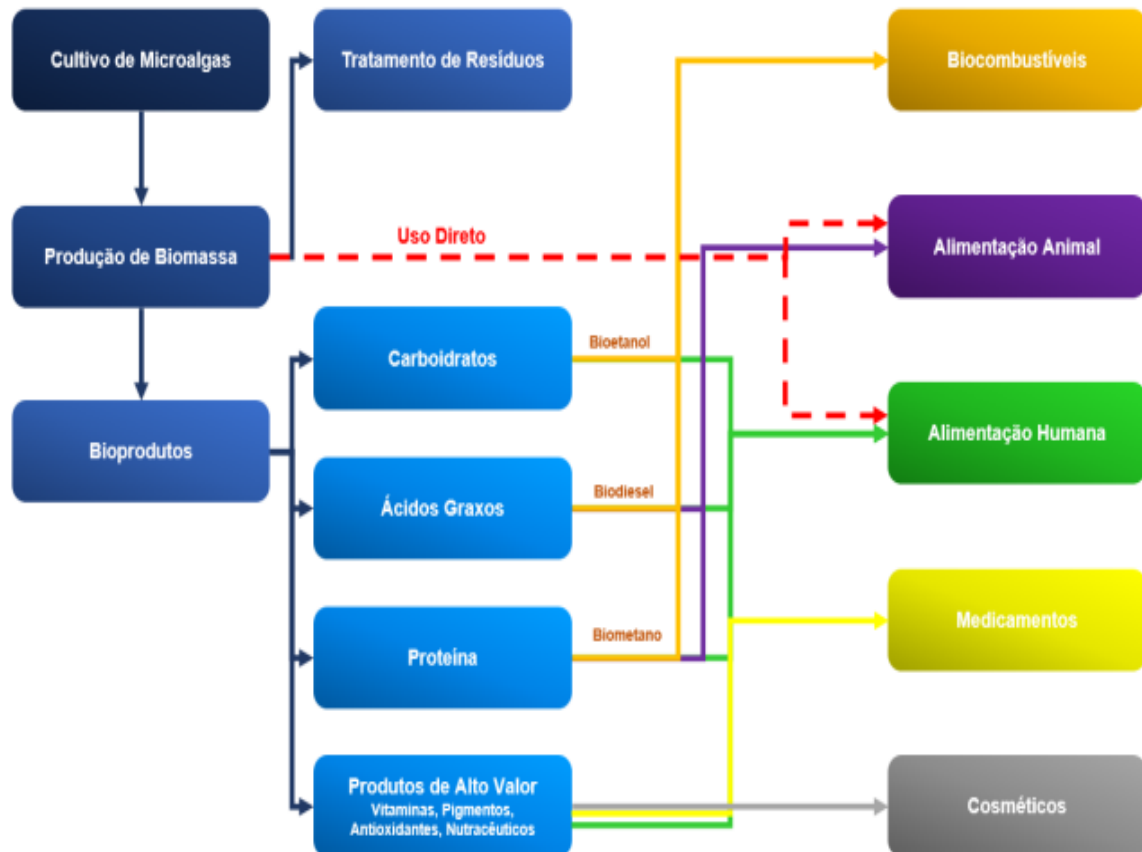 Cultivo de Microalgas
Tratamento de Resíduos
Biocombustíveis
Produção de Biomassa
Uso Direto
Alimentação Animal
Carboidratos
Bioetanol
Bioprodutos
Alimentação Humana
Ácidos Graxos
Biodiesel
Proteína
Biometano
Medicamentos
Produtos de Alto Valor
Vitaminas, Pigmentos,
Antioxidantes, Nutracêuticos
Cosméticos